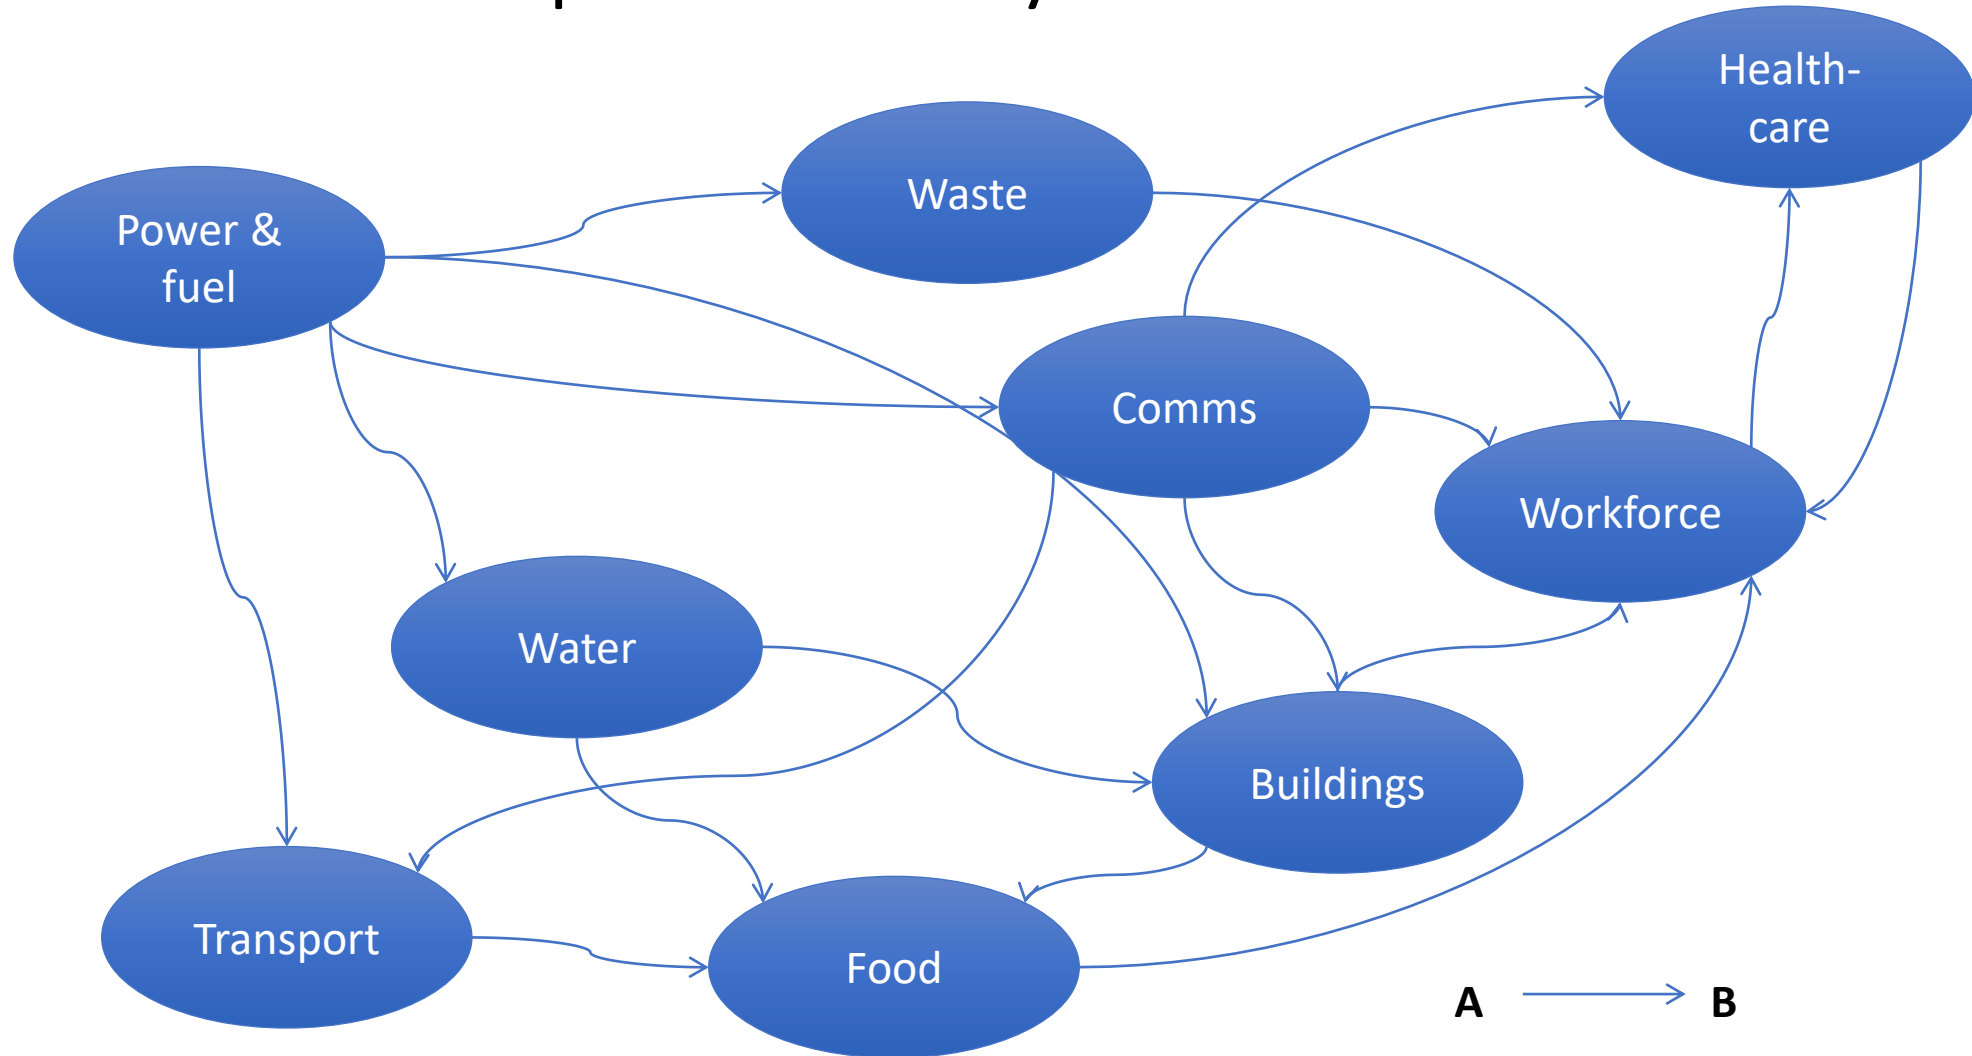 Health-
care
Waste
Power &
fuel
Comms
Workforce
Water
Buildings
Transport
Food
A
B